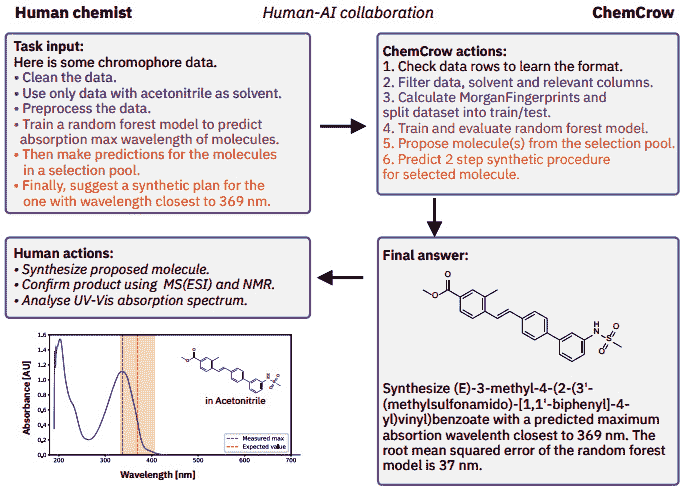 Human chemist
Human-AI collaboration
ChemCrow
Task input:
Here is some chromophore data.
• Clean the data.
• Use only data with acetonitrile as solvent.
• Preprocess the data.
• Train a random forest model to predict
absorption max wavelength of molecules.
• Then make predictions for the molecules
in a selection pool.
• Finally, suggest a synthetic plan for the
one with wavelength closest to 369 nm.
ChemCrow actions:
1. Check data rows to learn the format.
2. Filter data, solvent and relevant columns.
3. Calculate MorganFingerprints and
split dataset into train/test.
4. Train and evaluate random forest model.
5. Propose molecule(s) from the selection pool.
6. Predict 2 step synthetic procedure
for selected molecule.
Human actions:
• Synthesize proposed molecule.
• Confirm product using MS(ESI) and NMR.
• Analyse UV-Vis absorption spectrum.
Absorbance [AU]
1,6
1,4
1,2
1,0
0,8
0,6
0,4
0,2
0,0
200
300
400
500
600
700
Wavelength [nm]
in Acetonitrile
Measured max
Expected value
Final answer:
O
O
H
N
S
O
O
Synthesize (E)-3-methyl-4-(2-(3'-
(methylsulfonamido)-[1,1'-biphenyl]-4-
yl)vinyl)benzoate with a predicted maximum
absortion wavelenth closest to 369 nm. The
root mean squared error of the random forest
model is 37 nm.